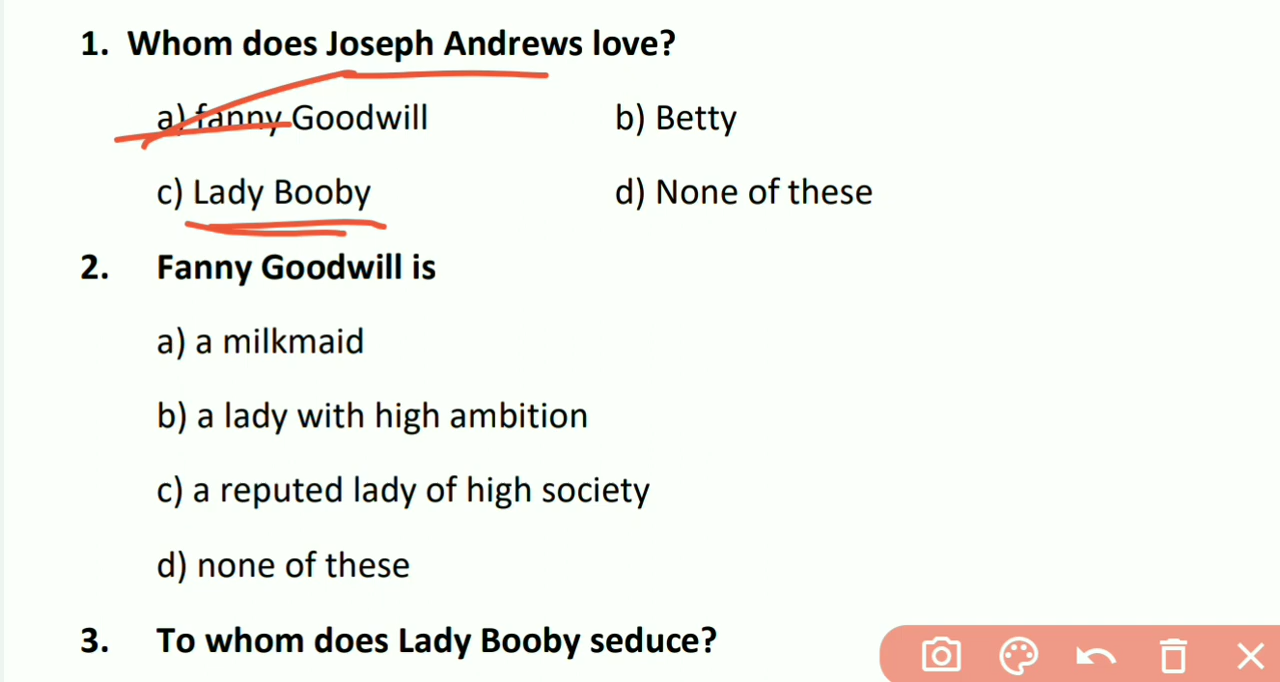 1. Whom does Joseph Andrews love?
a) fanny Goodwill b) Betty
c) Lady Booby d) None of these
2. Fanny Goodwill is
a) a milkmaid
b) a lady with high ambition
c) a reputed lady of high society
d) none of these
3. To whom does Lady Booby seduce?